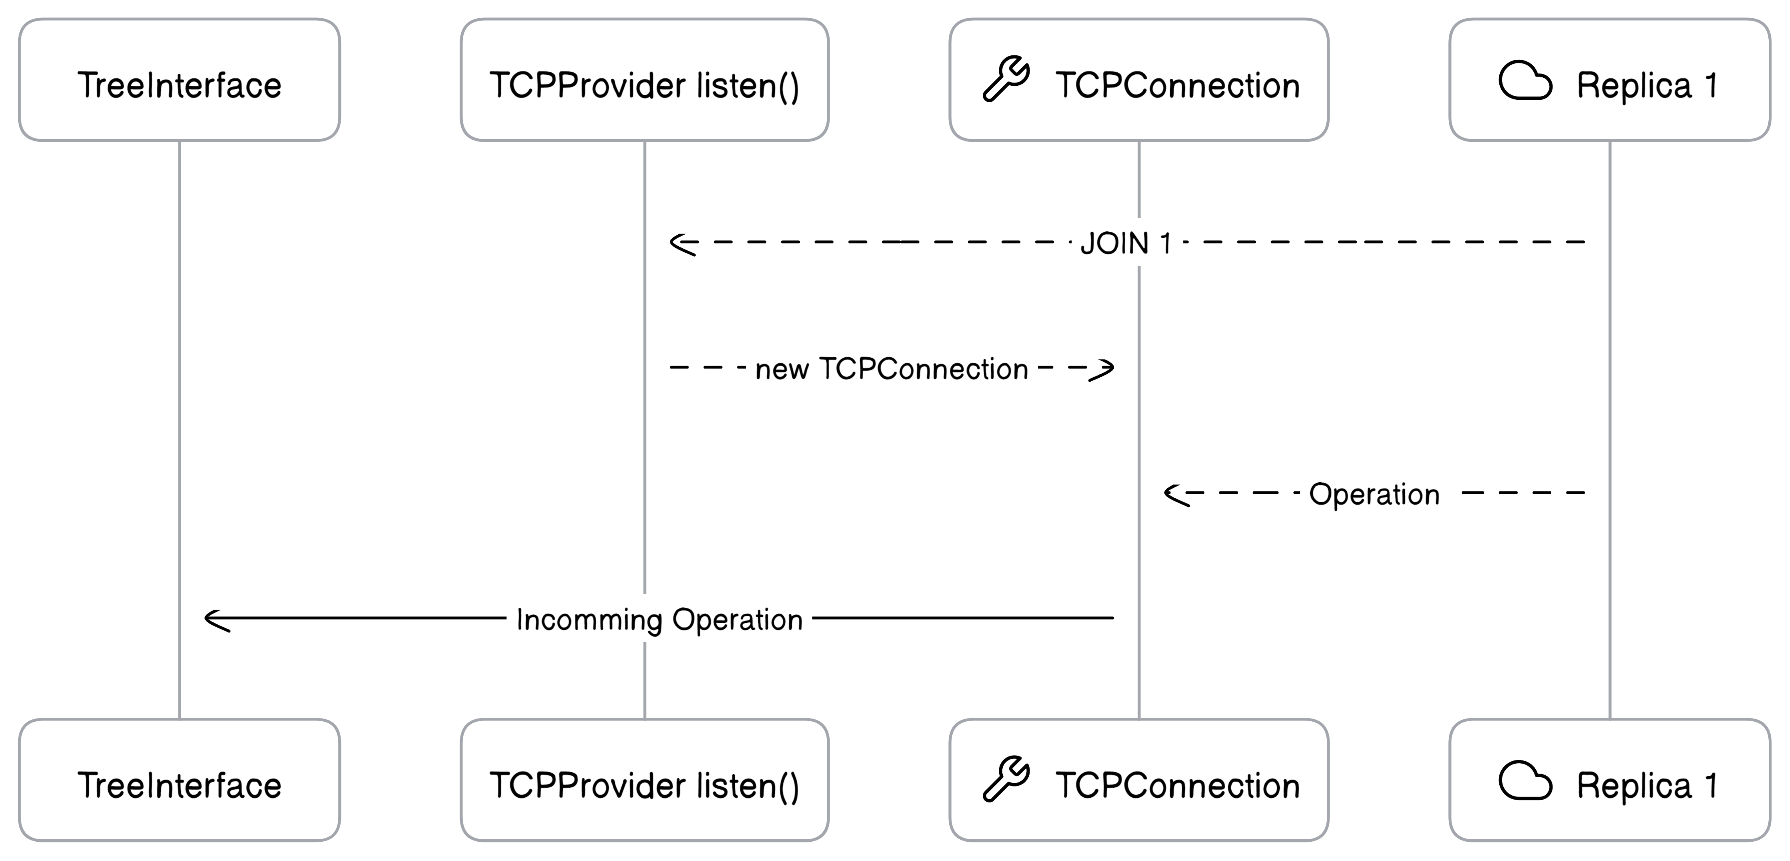 TreeInterface
TCPProvider listen()
TCPConnection
Replica 1
JOIN 1
new TCPConnection
Operation
Incomming Operation
TreeInterface
TCPProvider listen()
TCPConnection
Replica 1